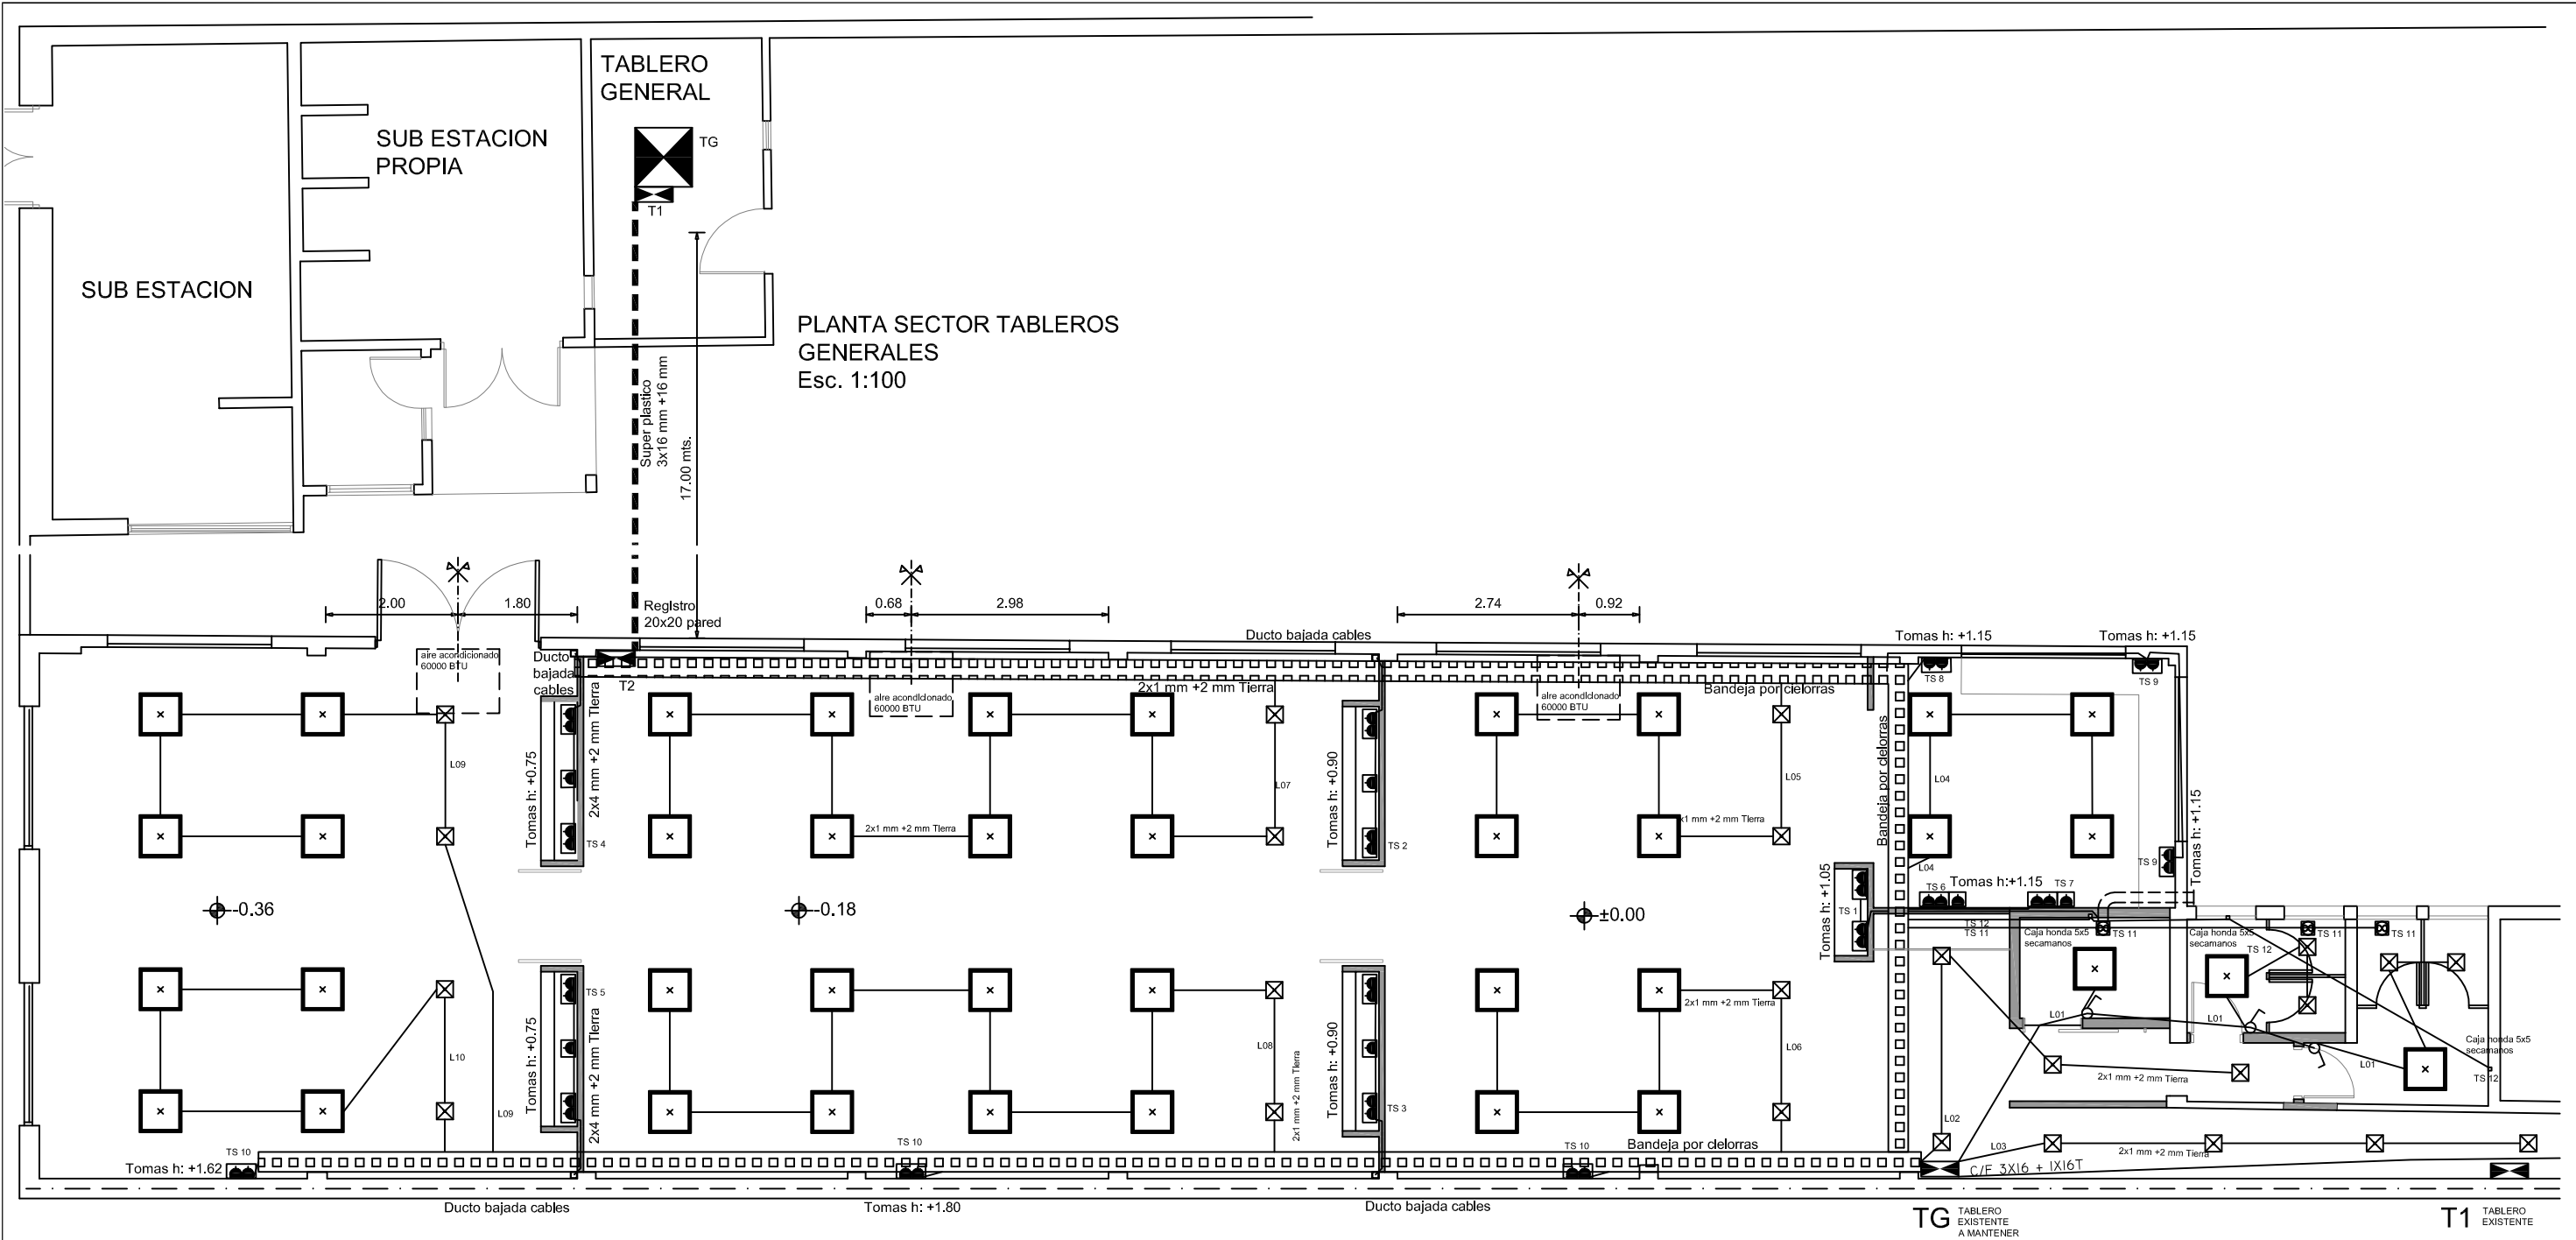 TABLERO
GENERAL
TG
T1
SUB ESTACION
PROPIA
SUB ESTACION
PLANTA SECTOR TABLEROS
GENERALES
Esc. 1:100
Super plastico
3x16 mm +16 mm
17.00 mts.
2.00
1.80
Registro
20x20 pared
0.68
2.98
2.74
0.92
Ducto bajada cables
Tomas h: +1.15
Tomas h: +1.15
aire acondicionado
60000 BTU
Ducto
bajada
cables
T2
aire acondicionado
60000 BTU
2x1 mm +2 mm Tierra
aire acondicionado
60000 BTU
Bandeja por cielorras
TS 8
TS 9
L09
Tomas h: +0.75
2x4 mm +2 mm Tierra
TS 4
2x1 mm +2 mm Tierra
L07
Tomas h: +0.90
TS 2
L05
x1 mm +2 mm Tierra
Bandeja por cielorras
L04
L04
TS 9
Tomas h: +1.15
-0.36
-0.18
±0.00
Tomas h: +1.05
TS 1
TS 6
Tomas h:+1.15
TS 7
TS 12
TS 11
Caja honda 5x5
secamanos
TS 11
Caja honda 5x5
secamanos
TS 12
TS 11
TS 11
TS 5
Tomas h: +0.75
2x4 mm +2 mm Tierra
L10
L09
L08
2x1 mm +2 mm Tierra
Tomas h: +0.90
TS 3
2x1 mm +2 mm Tierra
L06
L01
L01
L01
Caja honda 5x5
secamanos
TS 12
2x1 mm +2 mm Tierra
L02
L03
2x1 mm +2 mm Tierra
C/F 3X16 + 1X16T
TS 10
Tomas h: +1.62
TS 10
TS 10
Bandeja por cielorras
Ducto bajada cables
Tomas h: +1.80
Ducto bajada cables
TG TABLERO
EXISTENTE
A MANTENER
T1 TABLERO
EXISTENTE